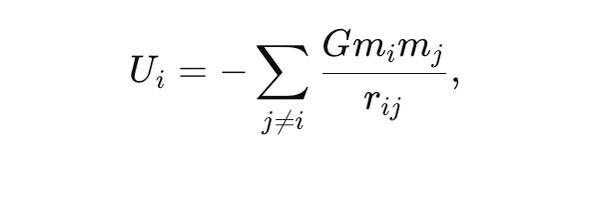 $$U_i = -\sum_{j \neq i} \frac{G m_i m_j}{r_{ij}},$$